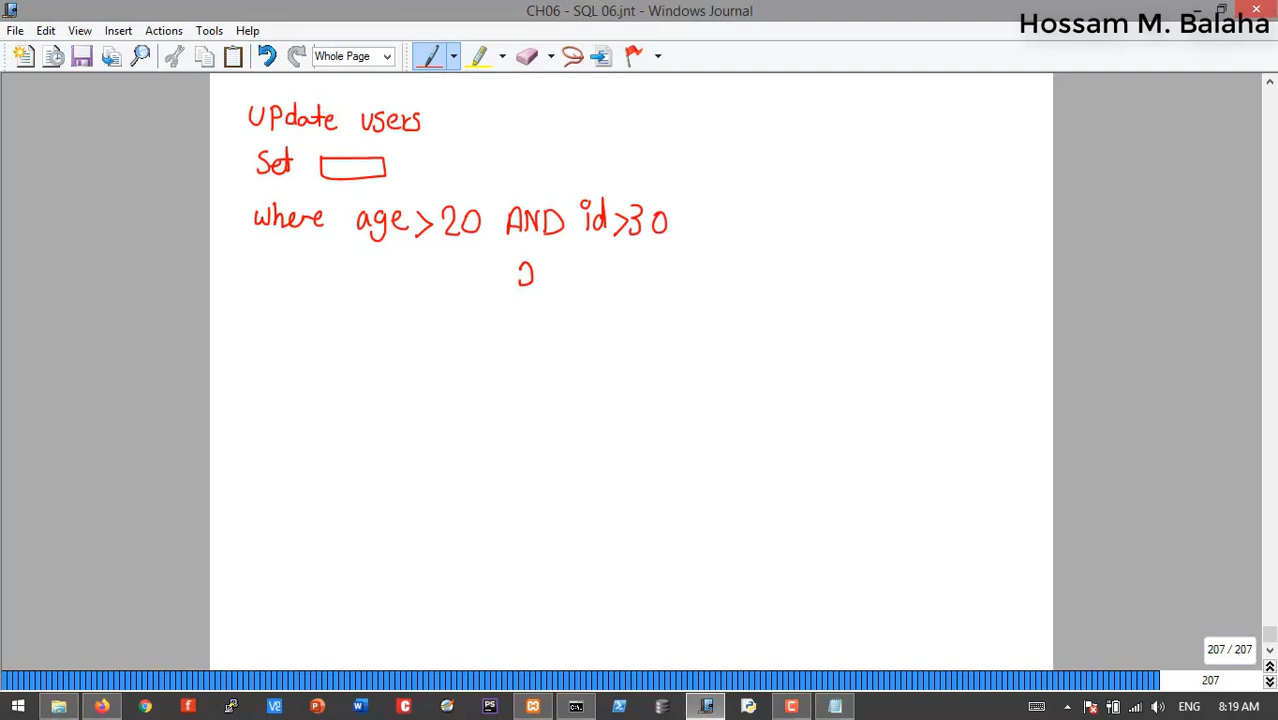 CH06 - SQL 06.jnt - Windows Journal
Hossam M. Balaha
File Edit View Insert Actions Tools Help
Whole Page
UPdate users
Set
where age>20 AND id>30
207 / 207
207
ENG 8:19 AM